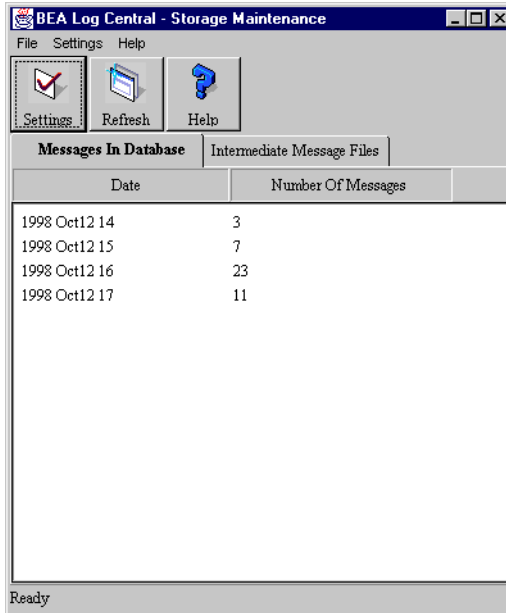 BEA Log Central - Storage Maintenance
File Settings Help
Settings Refresh Help
Messages In Database Intermediate Message Files
Date Number Of Messages
1998 Oct12 14 3
1998 Oct12 15 7
1998 Oct12 16 23
1998 Oct12 17 11
Ready